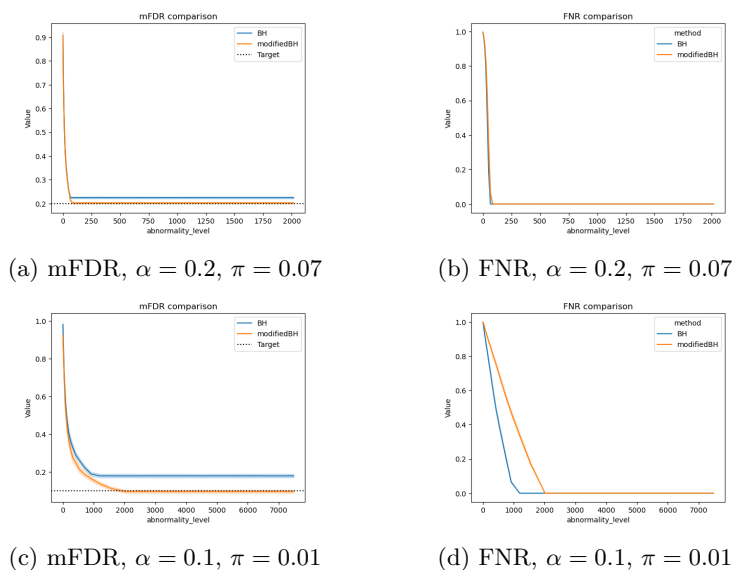 mFDR comparison
BH
modifiedBH
Target
0.9
0.8
0.7
0.6
0.5
0.4
0.3
0.2
Value
0 250 500 750 1000 1250 1500 1750 2000
abnormality_level
(a) mFDR, α = 0.2, π = 0.07
FNR comparison
method
BH
modifiedBH
1.0
0.8
0.6
0.4
0.2
0.0
Value
0 250 500 750 1000 1250 1500 1750 2000
abnormality_level
(b) FNR, α = 0.2, π = 0.07
mFDR comparison
BH
modifiedBH
Target
1.0
0.8
0.6
0.4
0.2
Value
0 1000 2000 3000 4000 5000 6000 7000
abnormality_level
(c) mFDR, α = 0.1, π = 0.01
FNR comparison
method
BH
modifiedBH
1.0
0.8
0.6
0.4
0.2
0.0
Value
0 1000 2000 3000 4000 5000 6000 7000
abnormality_level
(d) FNR, α = 0.1, π = 0.01